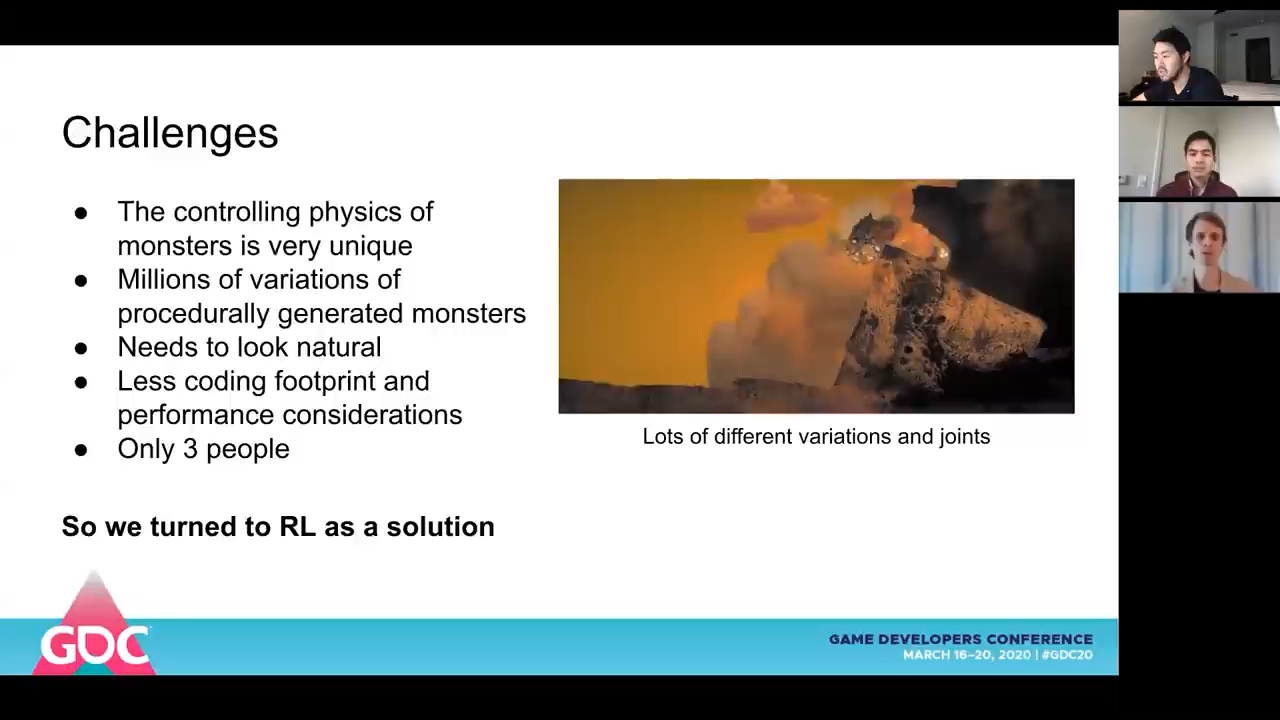 Challenges
● The controlling physics of
monsters is very unique
● Millions of variations of
procedurally generated monsters
● Needs to look natural
● Less coding footprint and
performance considerations
● Only 3 people
Lots of different variations and joints
So we turned to RL as a solution
GDC
GAME DEVELOPERS CONFERENCE
MARCH 16–20, 2020 | #GDC20